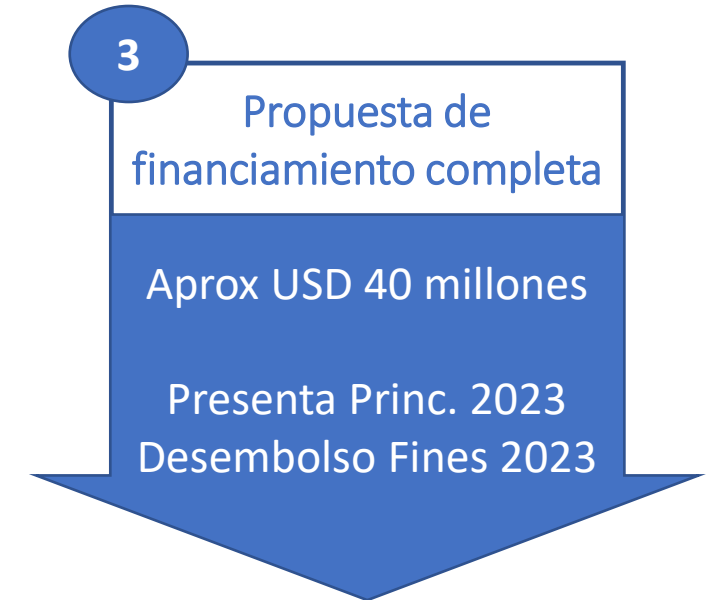 3
Propuesta de
financiamiento completa
Aprox USD 40 millones
Presenta Princ. 2023
Desembolso Fines 2023